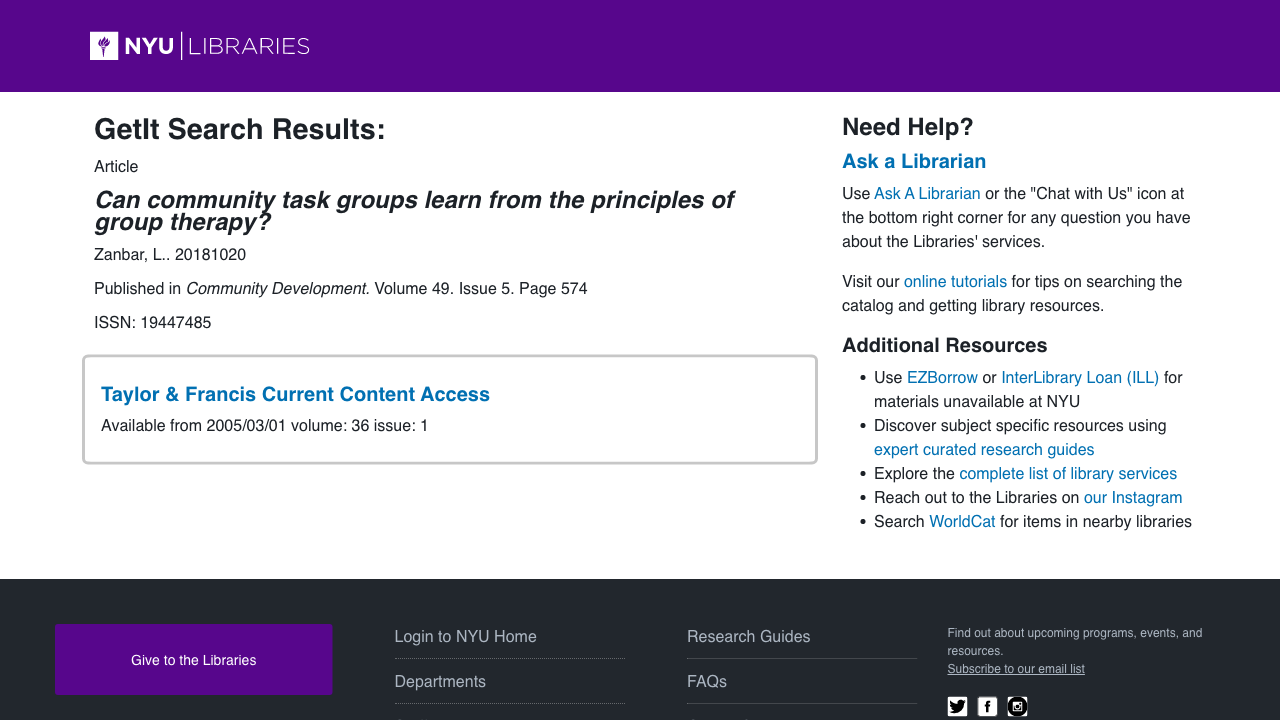 NYU LIBRARIES
GetIt Search Results:
Article
Can community task groups learn from the principles of
group therapy?
Zanbar, L.. 20181020
Published in Community Development. Volume 49. Issue 5. Page 574
ISSN: 19447485
Taylor & Francis Current Content Access
Available from 2005/03/01 volume: 36 issue: 1
Need Help?
Ask a Librarian
Use Ask A Librarian or the "Chat with Us" icon at
the bottom right corner for any question you have
about the Libraries' services.
Visit our online tutorials for tips on searching the
catalog and getting library resources.
Additional Resources
• Use EZBorrow or InterLibrary Loan (ILL) for
materials unavailable at NYU
• Discover subject specific resources using
expert curated research guides
• Explore the complete list of library services
• Reach out to the Libraries on our Instagram
• Search WorldCat for items in nearby libraries
Give to the Libraries
Login to NYU Home
Departments
Research Guides
FAQs
Find out about upcoming programs, events, and
resources.
Subscribe to our email list